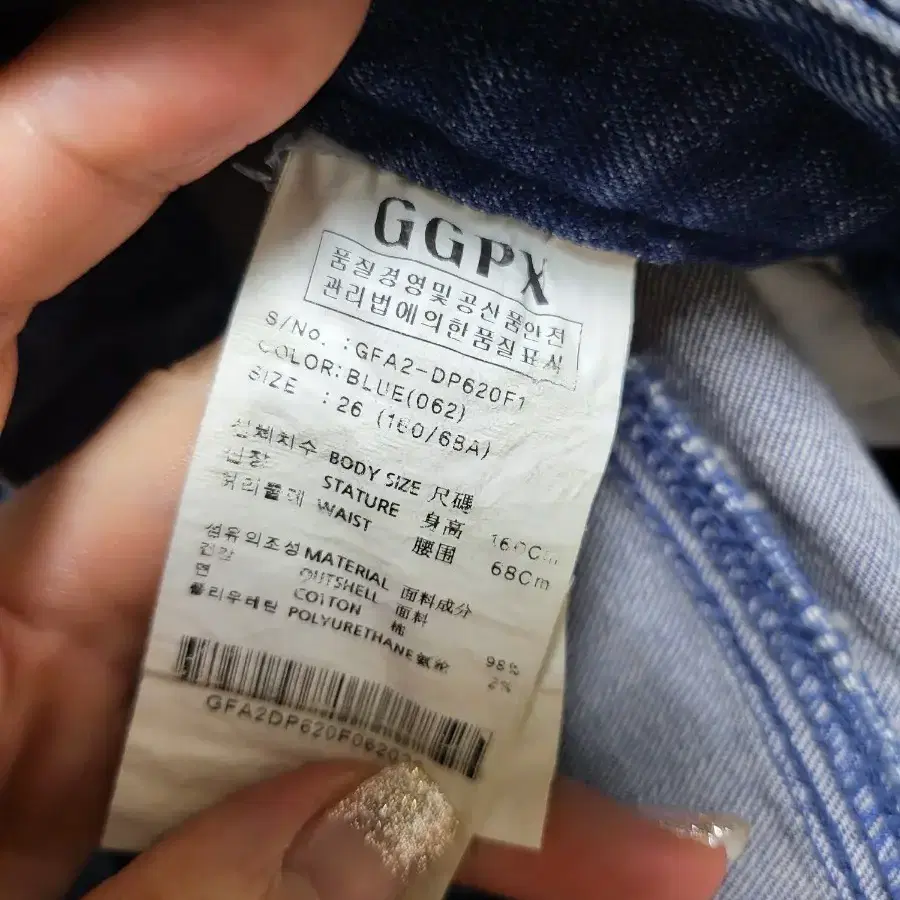 GGPX
품질경영및공산품안전
관리법에의한품질표시
S/No. :GFA2-DP620F1
COLOR:BLUE(062)
SIZE : 26 (160/68A)
신체치수 BODY SIZE 尺碼
신장 STATURE 身高 160Cm
허리둘레 WAIST 腰围 68Cm
섬유의조성 MATERIAL 面料成分
겉감 OUTSHELL 面料
면 COTTON 棉 98%
폴리우레탄 POLYURETHANE 氨纶 2%